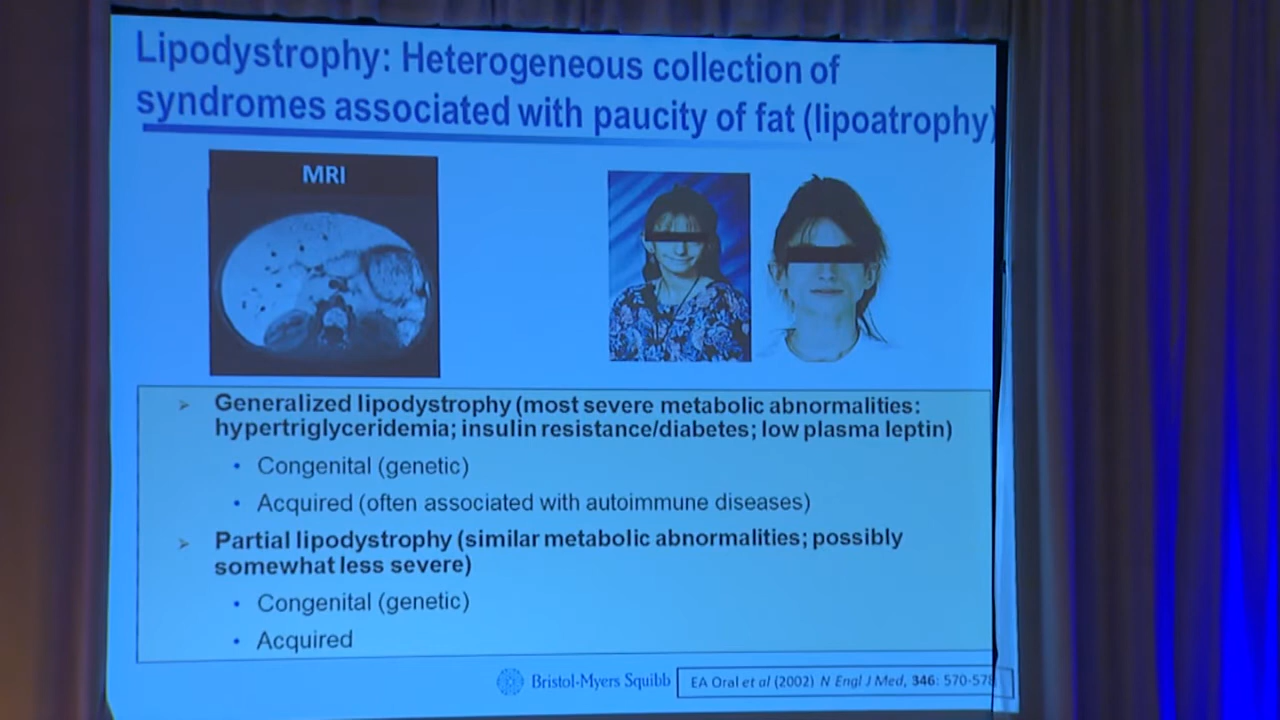 Lipodystrophy: Heterogeneous collection of
syndromes associated with paucity of fat (lipoatrophy)
MRI
Generalized lipodystrophy (most severe metabolic abnormalities:
hypertriglyceridemia; insulin resistance/diabetes; low plasma leptin)
Congenital (genetic)
Acquired (often associated with autoimmune diseases)
Partial lipodystrophy (similar metabolic abnormalities; possibly
somewhat less severe)
Congenital (genetic)
Acquired
Bristol-Myers Squibb
EA Oral et al (2002) N Engl J Med, 346: 570-578